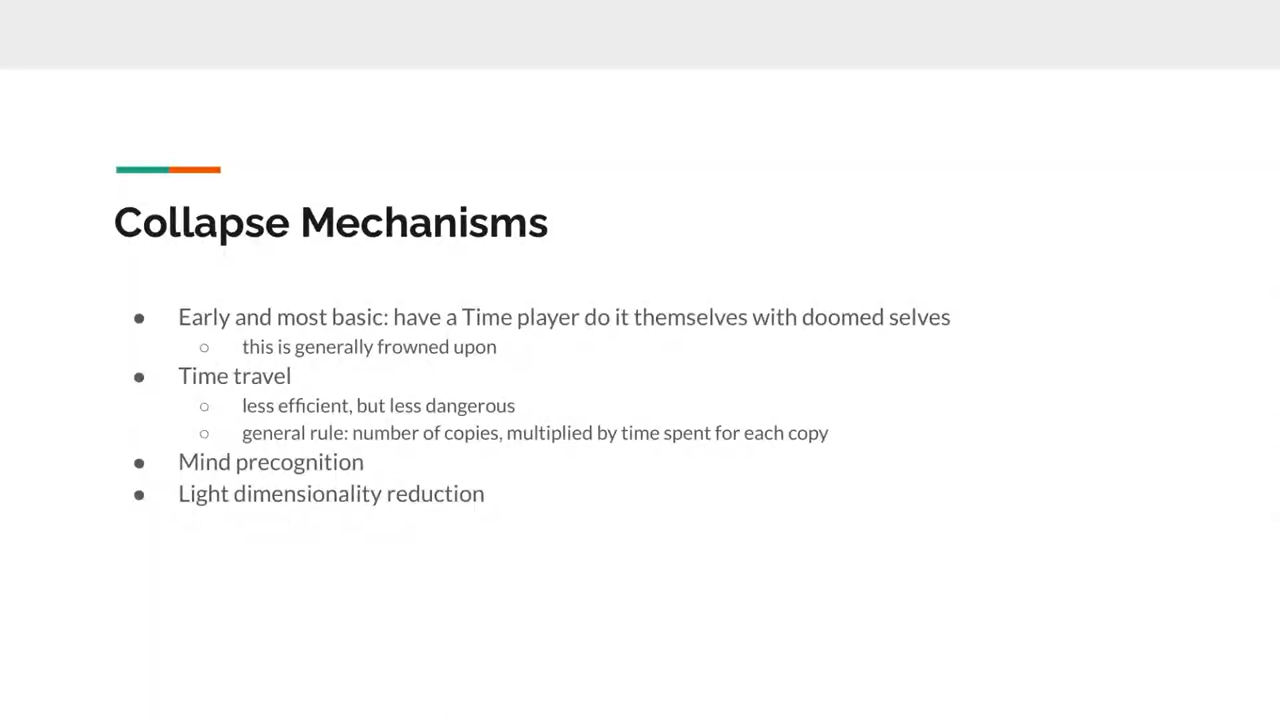 Collapse Mechanisms
● Early and most basic: have a Time player do it themselves with doomed selves
○ this is generally frowned upon
● Time travel
○ less efficient, but less dangerous
○ general rule: number of copies, multiplied by time spent for each copy
● Mind precognition
● Light dimensionality reduction